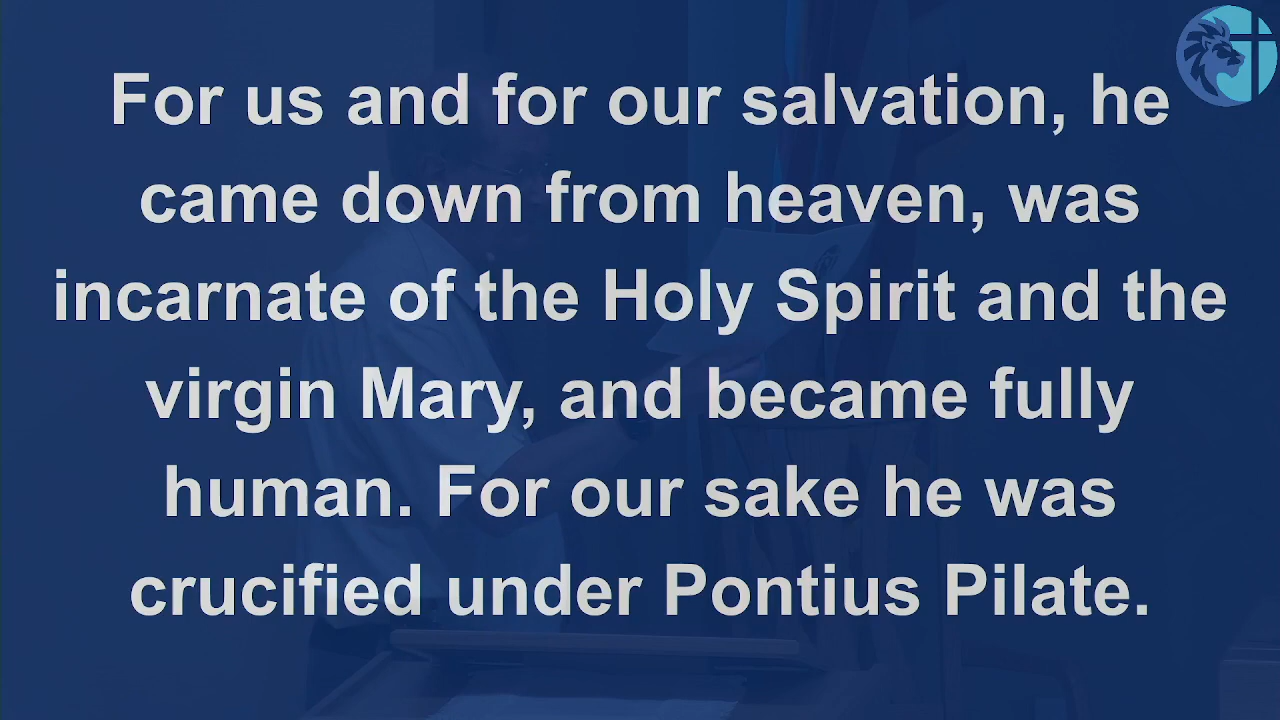 For us and for our salvation, he
came down from heaven, was
incarnate of the Holy Spirit and the
virgin Mary, and became fully
human. For our sake he was
crucified under Pontius Pilate.